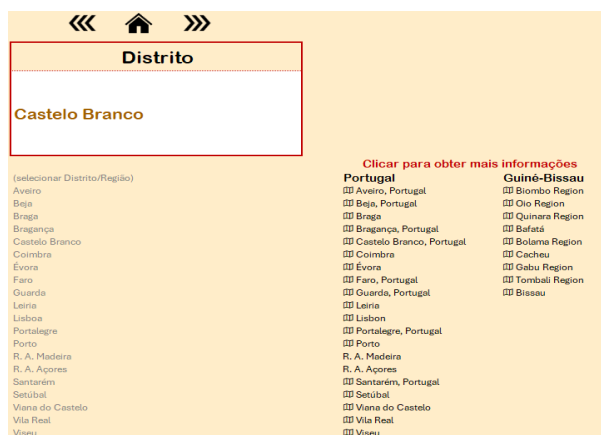 Distrito
Castelo Branco
Clicar para obter mais informações
(selecionar Distrito/Região) Portugal Guiné-Bissau
Aveiro Aveiro, Portugal Biombo Region
Beja Beja, Portugal Oio Region
Braga Braga Quinara Region
Bragança Bragança, Portugal Bafatá
Castelo Branco Castelo Branco, Portugal Bolama Region
Coimbra Coimbra Cacheu
Évora Évora Gabu Region
Faro Faro, Portugal Tombali Region
Guarda Guarda, Portugal Bissau
Leiria Leiria
Lisboa Lisbon
Portalegre Portalegre, Portugal
Porto Porto
R. A. Madeira R. A. Madeira
R. A. Açores R. A. Açores
Santarém Santarém, Portugal
Setúbal Setúbal
Viana do Castelo Viana do Castelo
Vila Real Vila Real
Viseu Viseu